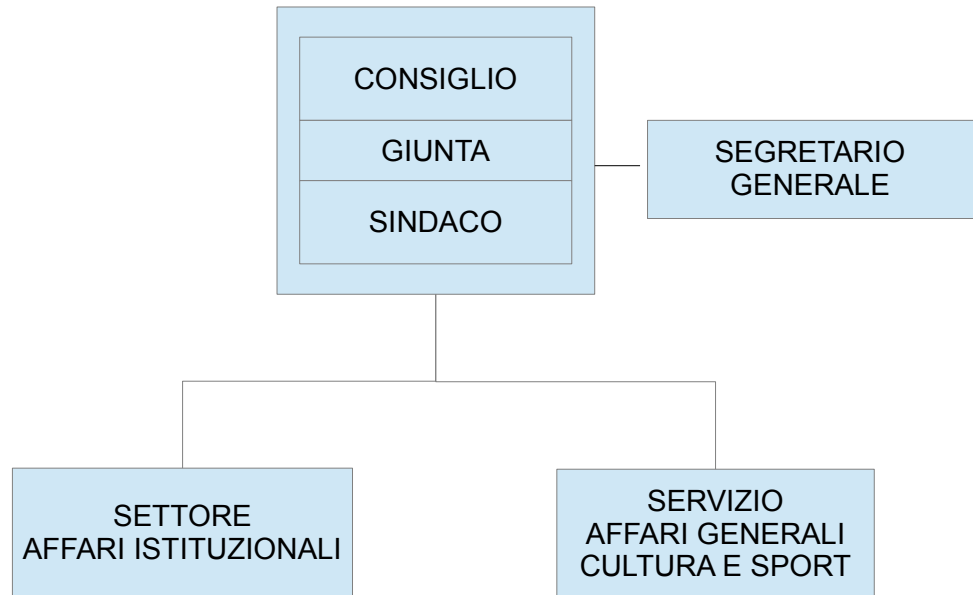 CONSIGLIO
GIUNTA
SINDACO
SEGRETARIO
GENERALE
SETTORE
AFFARI ISTITUZIONALI
SERVIZIO
AFFARI GENERALI
CULTURA E SPORT